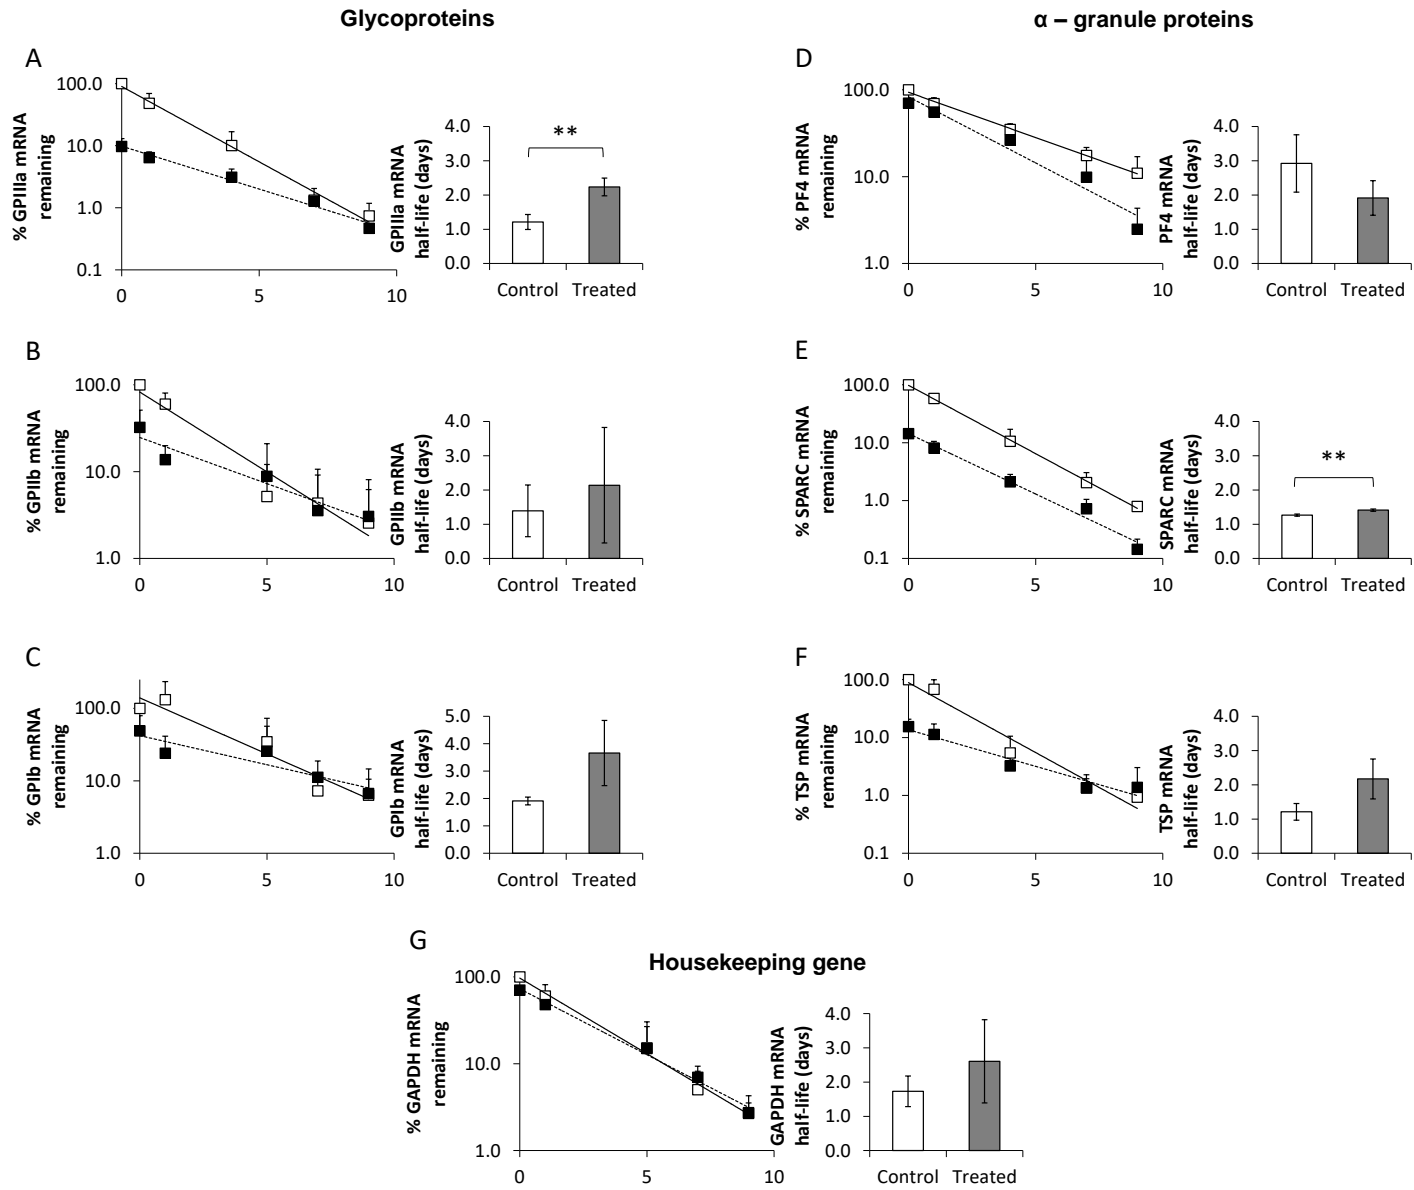 Glycoproteins
α – granule proteins
A
% GPIIIa mRNA
remaining
100.0
10.0
1.0
0.1
0
5
10
GPIIIa mRNA
half-life (days)
4.0
3.0
2.0
1.0
0.0
**
Control
Treated
D
% PF4 mRNA
remaining
100.0
10.0
1.0
0
5
10
PF4 mRNA
half-life (days)
4.0
3.0
2.0
1.0
0.0
Control
Treated
B
% GPIIb mRNA
remaining
100.0
10.0
1.0
0
5
10
GPIIb mRNA
half-life (days)
4.0
3.0
2.0
1.0
0.0
Control
Treated
E
% SPARC mRNA
remaining
100.0
10.0
1.0
0.1
0
5
10
SPARC mRNA
half-life (days)
4.0
3.0
2.0
1.0
0.0
**
Control
Treated
C
% GPIb mRNA
remaining
100.0
10.0
1.0
0
5
10
GPIb mRNA
half-life (days)
5.0
4.0
3.0
2.0
1.0
0.0
Control
Treated
F
% TSP mRNA
remaining
100.0
10.0
1.0
0.1
0
5
10
TSP mRNA
half-life (days)
4.0
3.0
2.0
1.0
0.0
Control
Treated
G
Housekeeping gene
% GAPDH mRNA
remaining
100.0
10.0
1.0
0
5
10
GAPDH mRNA
half-life (days)
4.0
3.0
2.0
1.0
0.0
Control
Treated